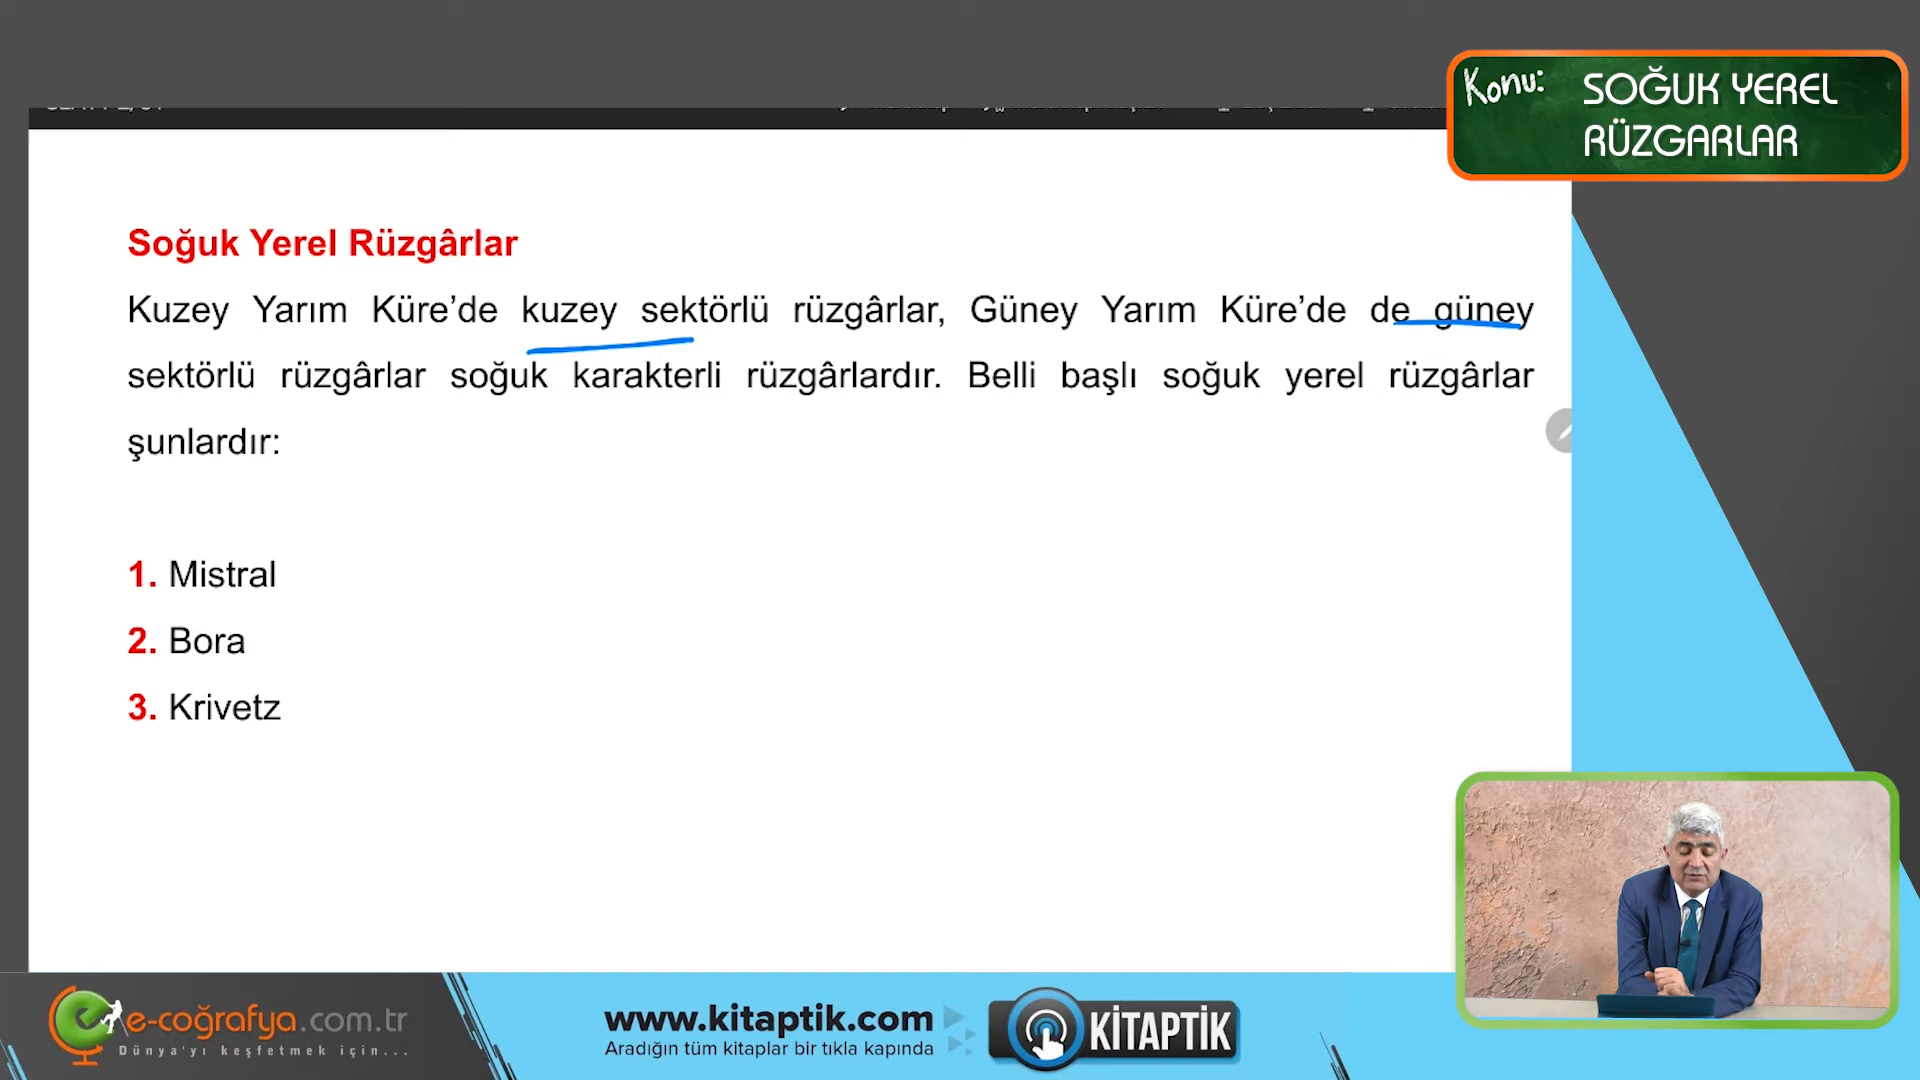 Konu: SOĞUK YEREL
RÜZGARLAR
Soğuk Yerel Rüzgârlar
Kuzey Yarım Küre’de kuzey sektörlü rüzgârlar, Güney Yarım Küre’de de güney
sektörlü rüzgârlar soğuk karakterli rüzgârlardır. Belli başlı soğuk yerel rüzgârlar
şunlardır:
1. Mistral
2. Bora
3. Krivetz
e-coğrafya.com.tr
Dünya'yı keşfetmek için...
www.kitaptik.com
Aradığın tüm kitaplar bir tıkla kapında
KİTAPTIK